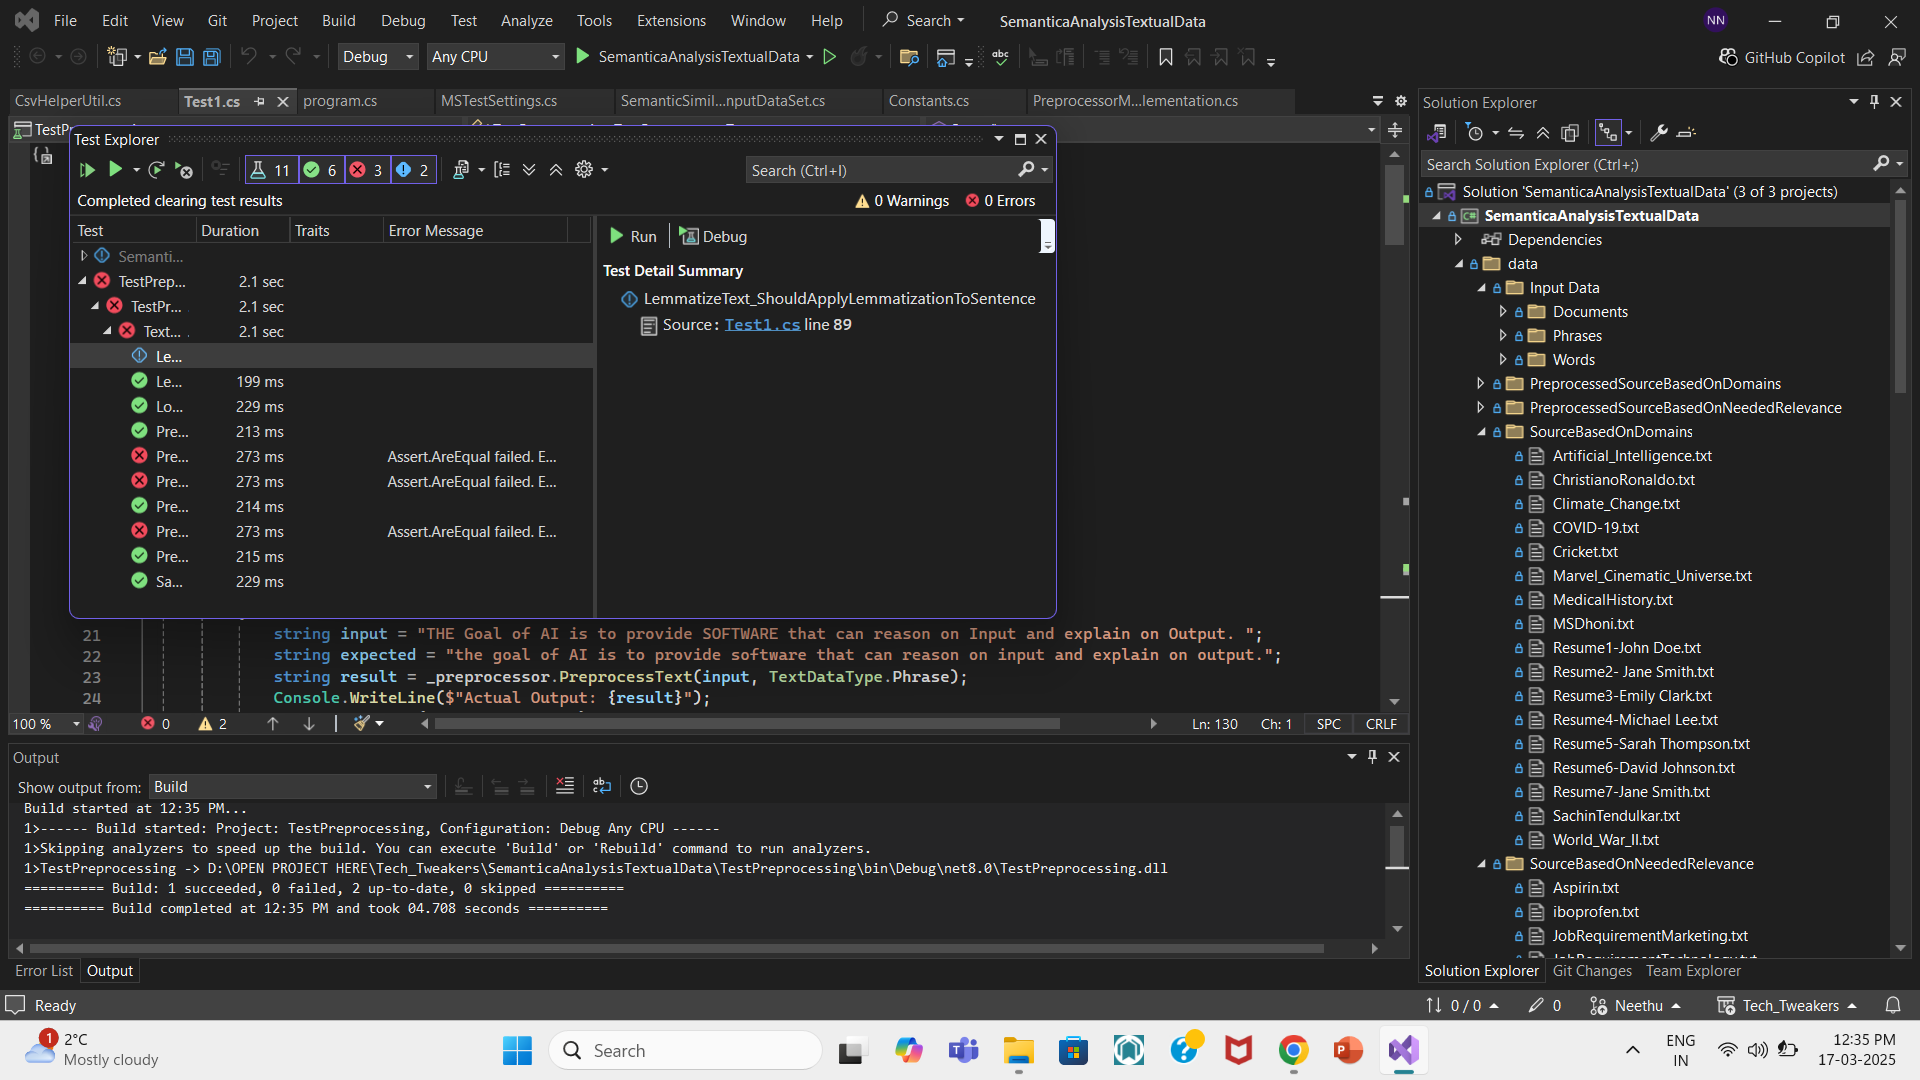 File Edit View Git Project Build Debug Test Analyze Tools Extensions Window Help Search SemanticaAnalysisTextualData NN
Debug Any CPU SemanticaAnalysisTextualData GitHub Copilot
CsvHelperUtil.cs Test1.cs program.cs MSTestSettings.cs SemanticSimil...nputDataSet.cs Constants.cs PreprocessorM...lementation.cs
Test Explorer
11 6 3 2 Search (Ctrl+I)
Completed clearing test results 0 Warnings 0 Errors
Test Duration Traits Error Message
Semanti...
TestPrep... 2.1 sec
TestPr... 2.1 sec
Text... 2.1 sec
Le...
Le... 199 ms
Lo... 229 ms
Pre... 213 ms
Pre... 273 ms Assert.AreEqual failed. E...
Pre... 273 ms Assert.AreEqual failed. E...
Pre... 214 ms
Pre... 273 ms Assert.AreEqual failed. E...
Pre... 215 ms
Sa... 229 ms
Run Debug
Test Detail Summary
LemmatizeText_ShouldApplyLemmatizationToSentence
Source: Test1.cs line 89
21 string input = "THE Goal of AI is to provide SOFTWARE that can reason on Input and explain on Output. ";
22 string expected = "the goal of AI is to provide software that can reason on input and explain on output.";
23 string result = _preprocessor.PreprocessText(input, TextDataType.Phrase);
24 Console.WriteLine($"Actual Output: {result}");
100 % 0 2 Ln: 130 Ch: 1 SPC CRLF
Output
Show output from: Build
Build started at 12:35 PM...
1>------ Build started: Project: TestPreprocessing, Configuration: Debug Any CPU ------
1>Skipping analyzers to speed up the build. You can execute 'Build' or 'Rebuild' command to run analyzers.
1>TestPreprocessing -> D:\OPEN PROJECT HERE\Tech_Tweakers\SemanticaAnalysisTextualData\TestPreprocessing\bin\Debug\net8.0\TestPreprocessing.dll
========== Build: 1 succeeded, 0 failed, 2 up-to-date, 0 skipped ==========
========== Build completed at 12:35 PM and took 04.708 seconds ==========
Error List Output
Solution Explorer
Search Solution Explorer (Ctrl+;)
Solution 'SemanticaAnalysisTextualData' (3 of 3 projects)
SemanticaAnalysisTextualData
Dependencies
data
Input Data
Documents
Phrases
Words
PreprocessedSourceBasedOnDomains
PreprocessedSourceBasedOnNeededRelevance
SourceBasedOnDomains
Artificial_Intelligence.txt
ChristianoRonaldo.txt
Climate_Change.txt
COVID-19.txt
Cricket.txt
Marvel_Cinematic_Universe.txt
MedicalHistory.txt
MSDhoni.txt
Resume1-John Doe.txt
Resume2- Jane Smith.txt
Resume3-Emily Clark.txt
Resume4-Michael Lee.txt
Resume5-Sarah Thompson.txt
Resume6-David Johnson.txt
Resume7-Jane Smith.txt
SachinTendulkar.txt
World_War_II.txt
SourceBasedOnNeededRelevance
Aspirin.txt
iboprofen.txt
JobRequirementMarketing.txt
Solution Explorer Git Changes Team Explorer
Ready 0 / 0 0 Neethu Tech_Tweakers
1 2°C
Mostly cloudy
Search
ENG
IN
12:35 PM
17-03-2025